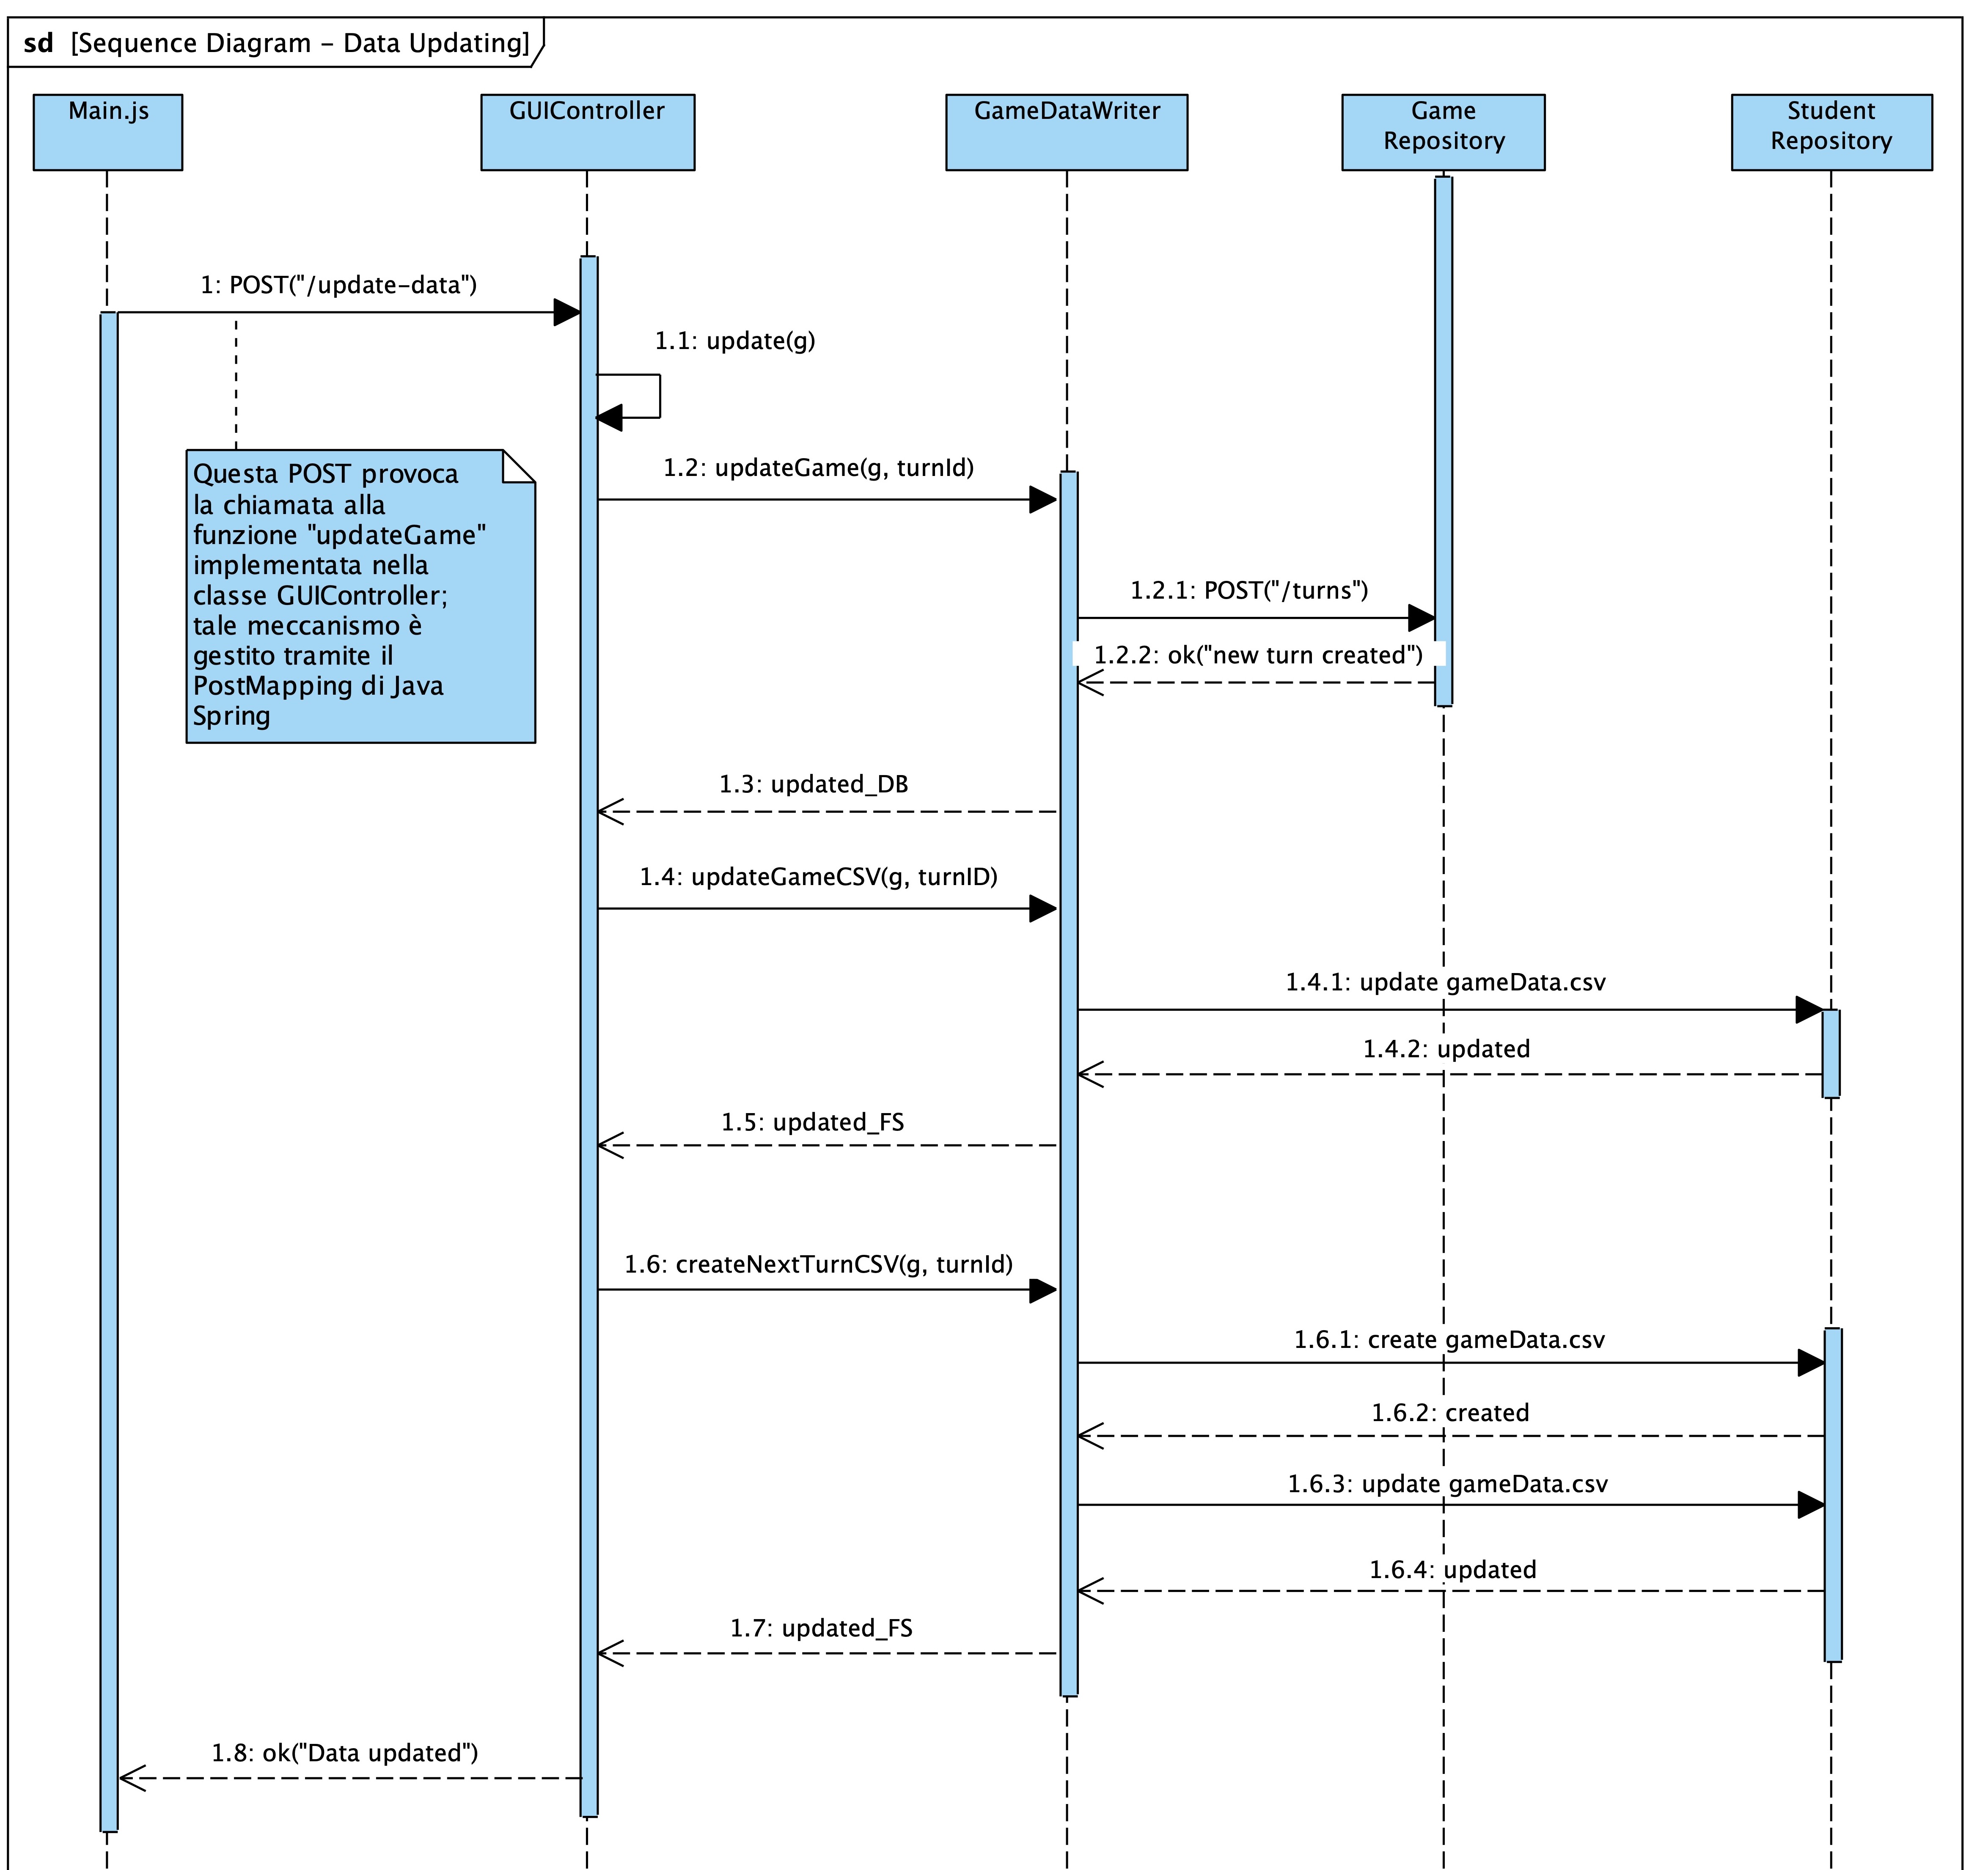 sd [Sequence Diagram - Data Updating]
Main.js
GUIController
GameDataWriter
Game
Repository
Student
Repository
1: POST("/update-data")
1.1: update(g)
1.2: updateGame(g, turnId)
Questa POST provoca
la chiamata alla
funzione "updateGame"
implementata nella
classe GUIController;
tale meccanismo è
gestito tramite il
PostMapping di Java
Spring
1.2.1: POST("/turns")
1.2.2: ok("new turn created")
1.3: updated_DB
1.4: updateGameCSV(g, turnID)
1.4.1: update gameData.csv
1.4.2: updated
1.5: updated_FS
1.6: createNextTurnCSV(g, turnId)
1.6.1: create gameData.csv
1.6.2: created
1.6.3: update gameData.csv
1.6.4: updated
1.7: updated_FS
1.8: ok("Data updated")